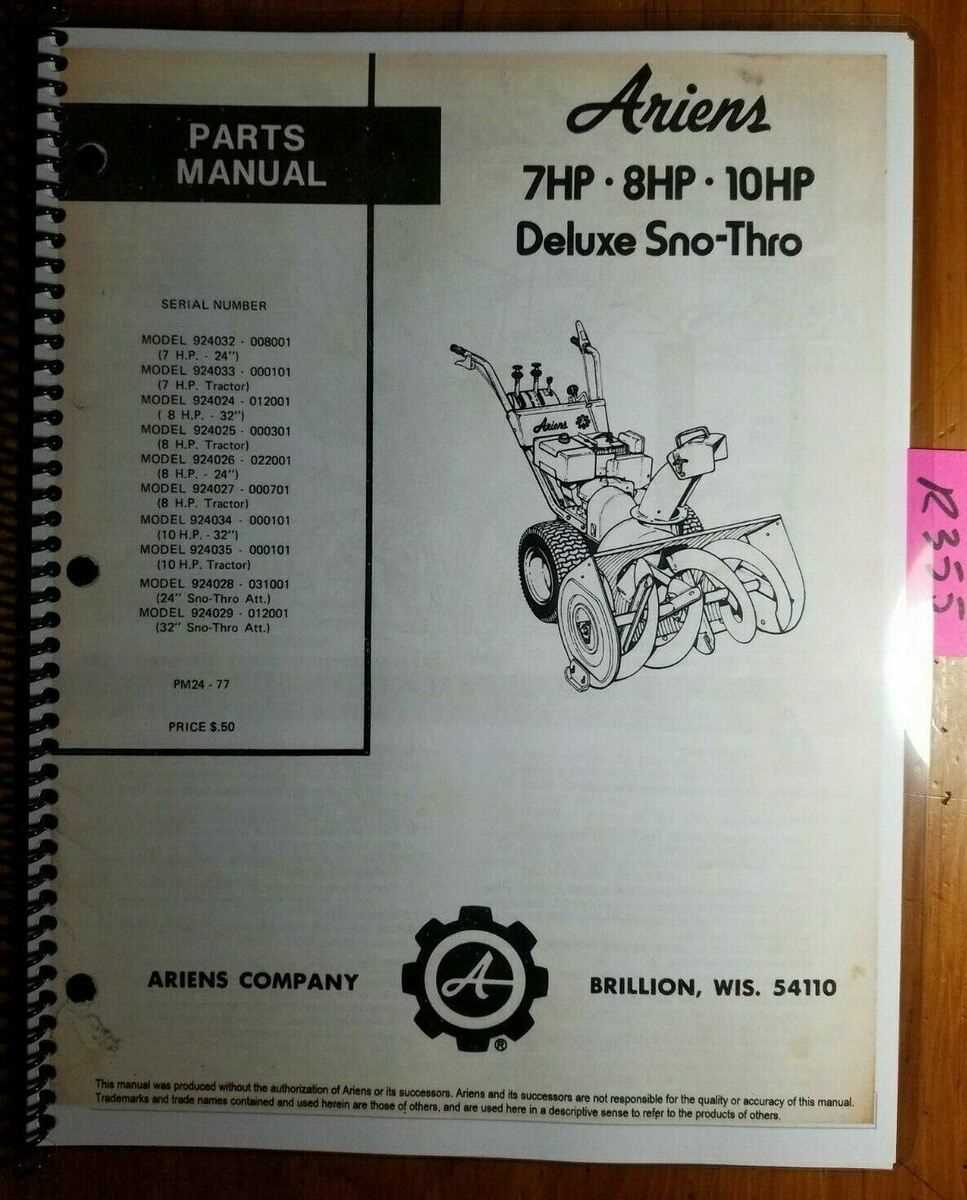 PARTS
MANUAL
SERIAL NUMBER
MODEL 924032 - 008001
(7 H.P. - 24")
MODEL 924033 - 000101
(7 H.P. Tractor)
MODEL 924024 - 012001
( 8 H.P. - 32")
MODEL 924025 - 000301
(8 H.P. Tractor)
MODEL 924026 - 022001
(8 H.P. - 24")
MODEL 924027 - 000701
(8 H.P. Tractor)
MODEL 924034 - 000101
(10 H.P. - 32")
MODEL 924035 - 000101
(10 H.P. Tractor)
MODEL 924028 - 031001
(24" Sno-Thro Att.)
MODEL 924029 - 012001
(32" Sno-Thro Att.)
PM24 - 77
PRICE $.50
Ariens
7HP · 8HP · 10HP
Deluxe Sno-Thro
Ariens
R355
ARIENS COMPANY
A
®
BRILLION, WIS. 54110
This manual was produced without the authorization of Ariens or its successors. Ariens and its successors are not responsible for the quality or accuracy of this manual.
Trademarks and trade names contained and used herein are those of others, and are used here in a descriptive sense to refer to the products of others.